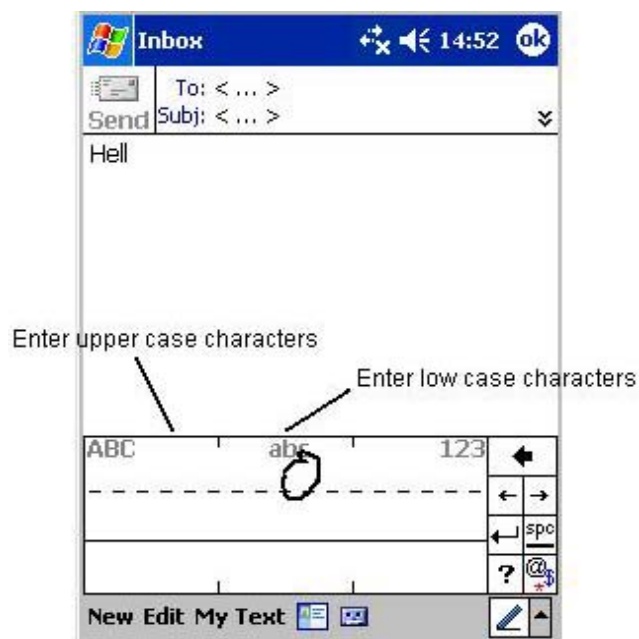 Inbox 14:52 ok
To: < ... >
Send Subj: < ... >
Hell
Enter upper case characters
Enter low case characters
ABC abc 123
o
spc
? @*$
New Edit My Text